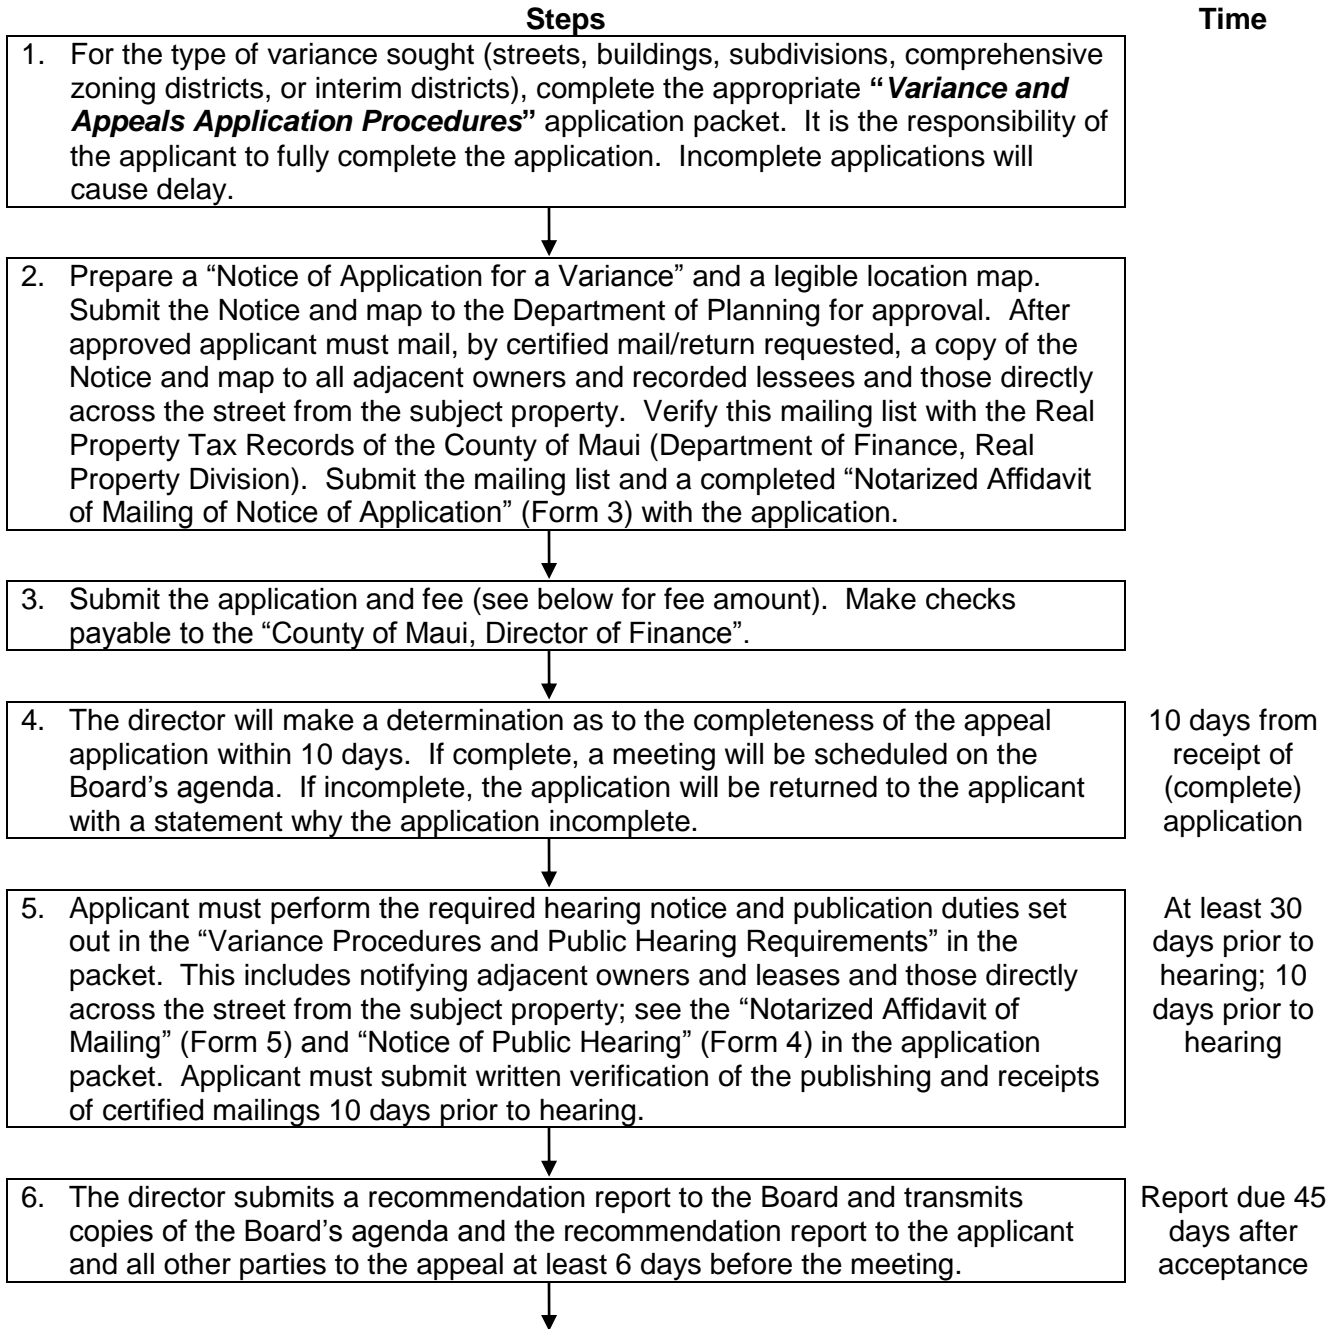 Steps
Time
1. For the type of variance sought (streets, buildings, subdivisions, comprehensive
zoning districts, or interim districts), complete the appropriate “Variance and
Appeals Application Procedures” application packet. It is the responsibility of
the applicant to fully complete the application. Incomplete applications will
cause delay.
2. Prepare a “Notice of Application for a Variance” and a legible location map.
Submit the Notice and map to the Department of Planning for approval. After
approved applicant must mail, by certified mail/return requested, a copy of the
Notice and map to all adjacent owners and recorded lessees and those directly
across the street from the subject property. Verify this mailing list with the Real
Property Tax Records of the County of Maui (Department of Finance, Real
Property Division). Submit the mailing list and a completed “Notarized Affidavit
of Mailing of Notice of Application” (Form 3) with the application.
3. Submit the application and fee (see below for fee amount). Make checks
payable to the “County of Maui, Director of Finance”.
4. The director will make a determination as to the completeness of the appeal
application within 10 days. If complete, a meeting will be scheduled on the
Board’s agenda. If incomplete, the application will be returned to the applicant
with a statement why the application incomplete.
10 days from
receipt of
(complete)
application
5. Applicant must perform the required hearing notice and publication duties set
out in the “Variance Procedures and Public Hearing Requirements” in the
packet. This includes notifying adjacent owners and leases and those directly
across the street from the subject property; see the “Notarized Affidavit of
Mailing” (Form 5) and “Notice of Public Hearing” (Form 4) in the application
packet. Applicant must submit written verification of the publishing and receipts
of certified mailings 10 days prior to hearing.
At least 30
days prior to
hearing; 10
days prior to
hearing
6. The director submits a recommendation report to the Board and transmits
copies of the Board’s agenda and the recommendation report to the applicant
and all other parties to the appeal at least 6 days before the meeting.
Report due 45
days after
acceptance